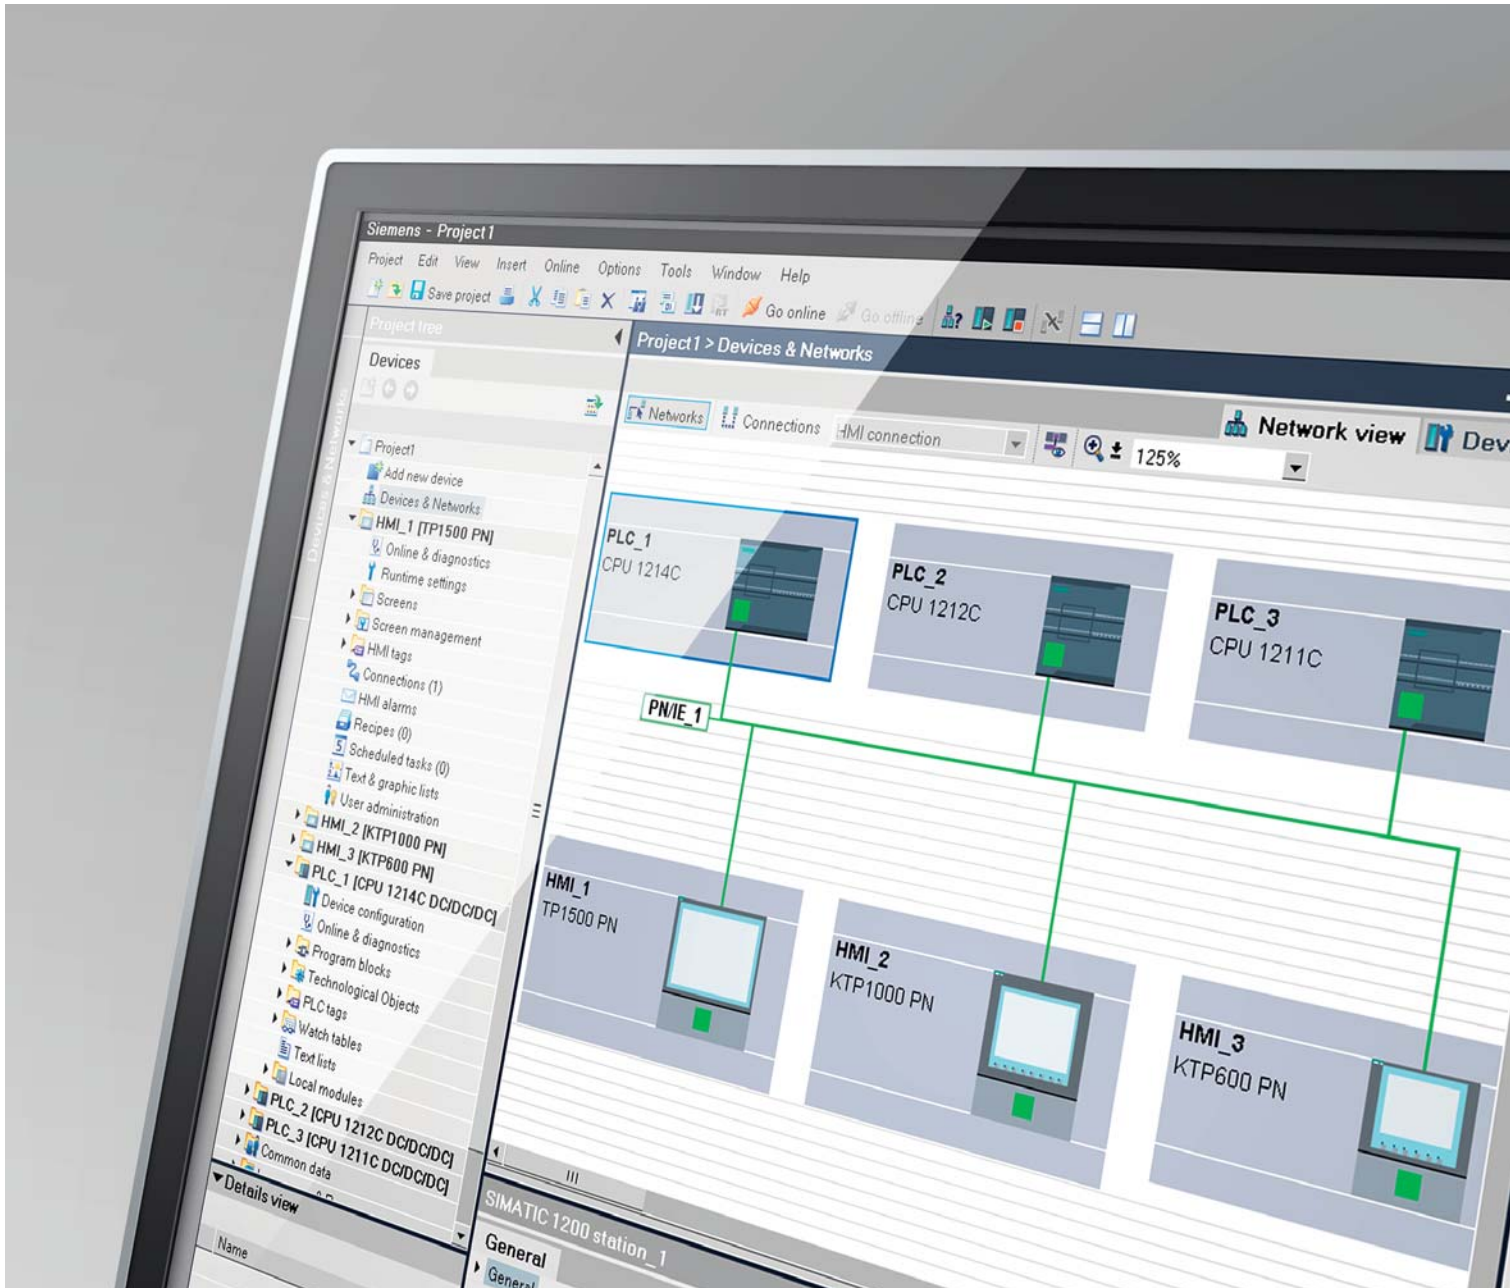 Siemens - Project1
Project Edit View Insert Online Options Tools Window Help
Save project Go online Go offline
Project tree
Devices
Devices & Networks
Project1
Add new device
Devices & Networks
HMI_1 [TP1500 PN]
Online & diagnostics
Runtime settings
Screens
Screen management
HMI tags
Connections (1)
HMI alarms
Recipes (0)
Scheduled tasks (0)
Text & graphic lists
User administration
HMI_2 [KTP1000 PN]
HMI_3 [KTP600 PN]
PLC_1 [CPU 1214C DC/DC/DC]
Device configuration
Online & diagnostics
Program blocks
Technological Objects
PLC tags
Watch tables
Text lists
Local modules
PLC_2 [CPU 1212C DC/DC/DC]
PLC_3 [CPU 1211C DC/DC/DC]
Common data
Details view
Name
Project1 > Devices & Networks
Networks Connections HMI connection 125% Network view Dev
PLC_1
CPU 1214C
PLC_2
CPU 1212C
PLC_3
CPU 1211C
PN/IE_1
HMI_1
TP1500 PN
HMI_2
KTP1000 PN
HMI_3
KTP600 PN
SIMATIC 1200 station_1
General
General